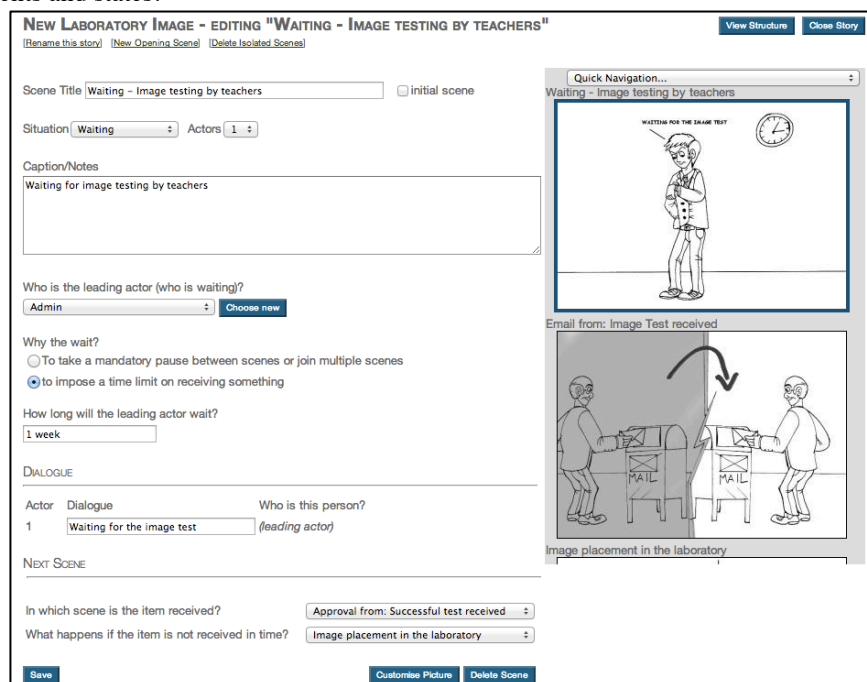 NEW LABORATORY IMAGE - EDITING "WAITING - IMAGE TESTING BY TEACHERS"
View Structure
Close Story
[Rename this story] [New Opening Scene] [Delete Isolated Scenes]
Quick Navigation...
Scene Title Waiting - Image testing by teachers
initial scene
Situation Waiting
Actors 1
Caption/Notes
Waiting for image testing by teachers
Who is the leading actor (who is waiting)?
Admin
Choose new
Why the wait?
To take a mandatory pause between scenes or join multiple scenes
to impose a time limit on receiving something
How long will the leading actor wait?
1 week
DIALOGUE
Actor Dialogue Who is this person?
1 Waiting for the image test (leading actor)
NEXT SCENE
In which scene is the item received? Approval from: Successful test received
What happens if the item is not received in time? Image placement in the laboratory
Save
Customise Picture
Delete Scene
Waiting - Image testing by teachers
WAITING FOR THE IMAGE TEST
Email from: Image Test received
MAIL
MAIL
Image placement in the laboratory